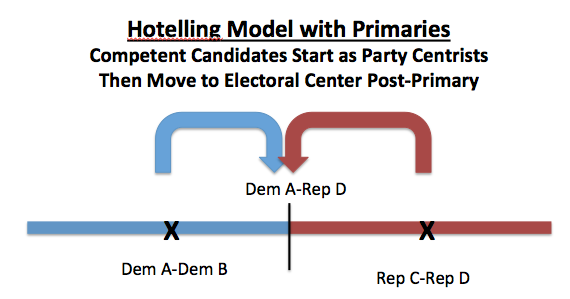 Hotelling Model with Primaries
Competent Candidates Start as Party Centrists
Then Move to Electoral Center Post-Primary
Dem A-Rep D
X X
Dem A-Dem B
Rep C-Rep D